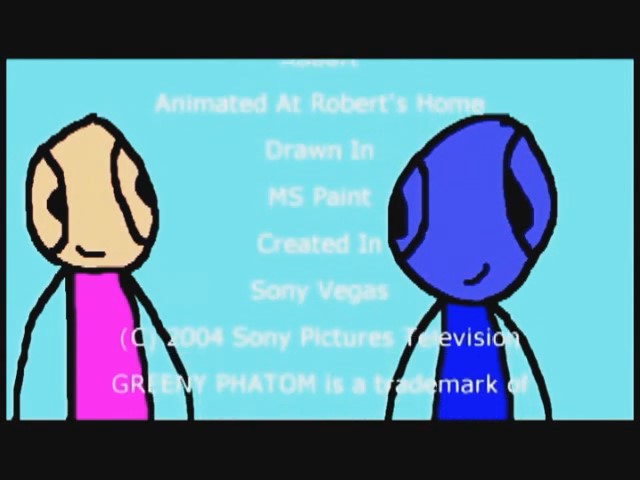 Animated At Robert's Home
Drawn In
MS Paint
Created In
Sony Vegas
(C) 2004 Sony Pictures Television
GREENY PHATOM is a trademark of